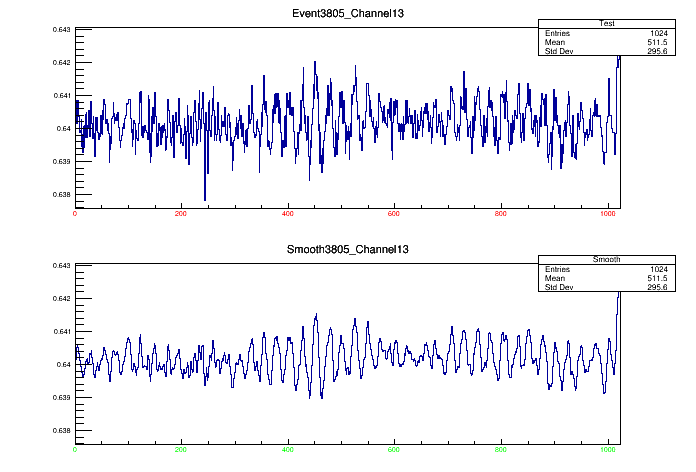 Event3805_Channel13
Test
Entries 1024
Mean 511.5
Std Dev 295.6
0.643
0.642
0.641
0.64
0.639
0.638
0 200 400 600 800 1000
Smooth3805_Channel13
Smooth
Entries 1024
Mean 511.5
Std Dev 295.6
0.643
0.642
0.641
0.64
0.639
0.638
0 200 400 600 800 1000